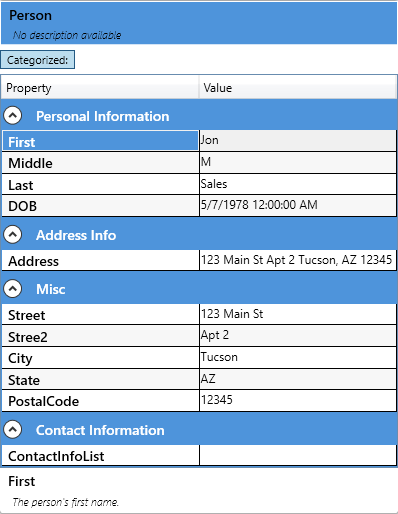 Person
No description available
Categorized:
Property Value
Personal Information
First Jon
Middle M
Last Sales
DOB 5/7/1978 12:00:00 AM
Address Info
Address 123 Main St Apt 2 Tucson, AZ 12345
Misc
Street 123 Main St
Stree2 Apt 2
City Tucson
State AZ
PostalCode 12345
Contact Information
ContactInfoList
First
The person's first name.